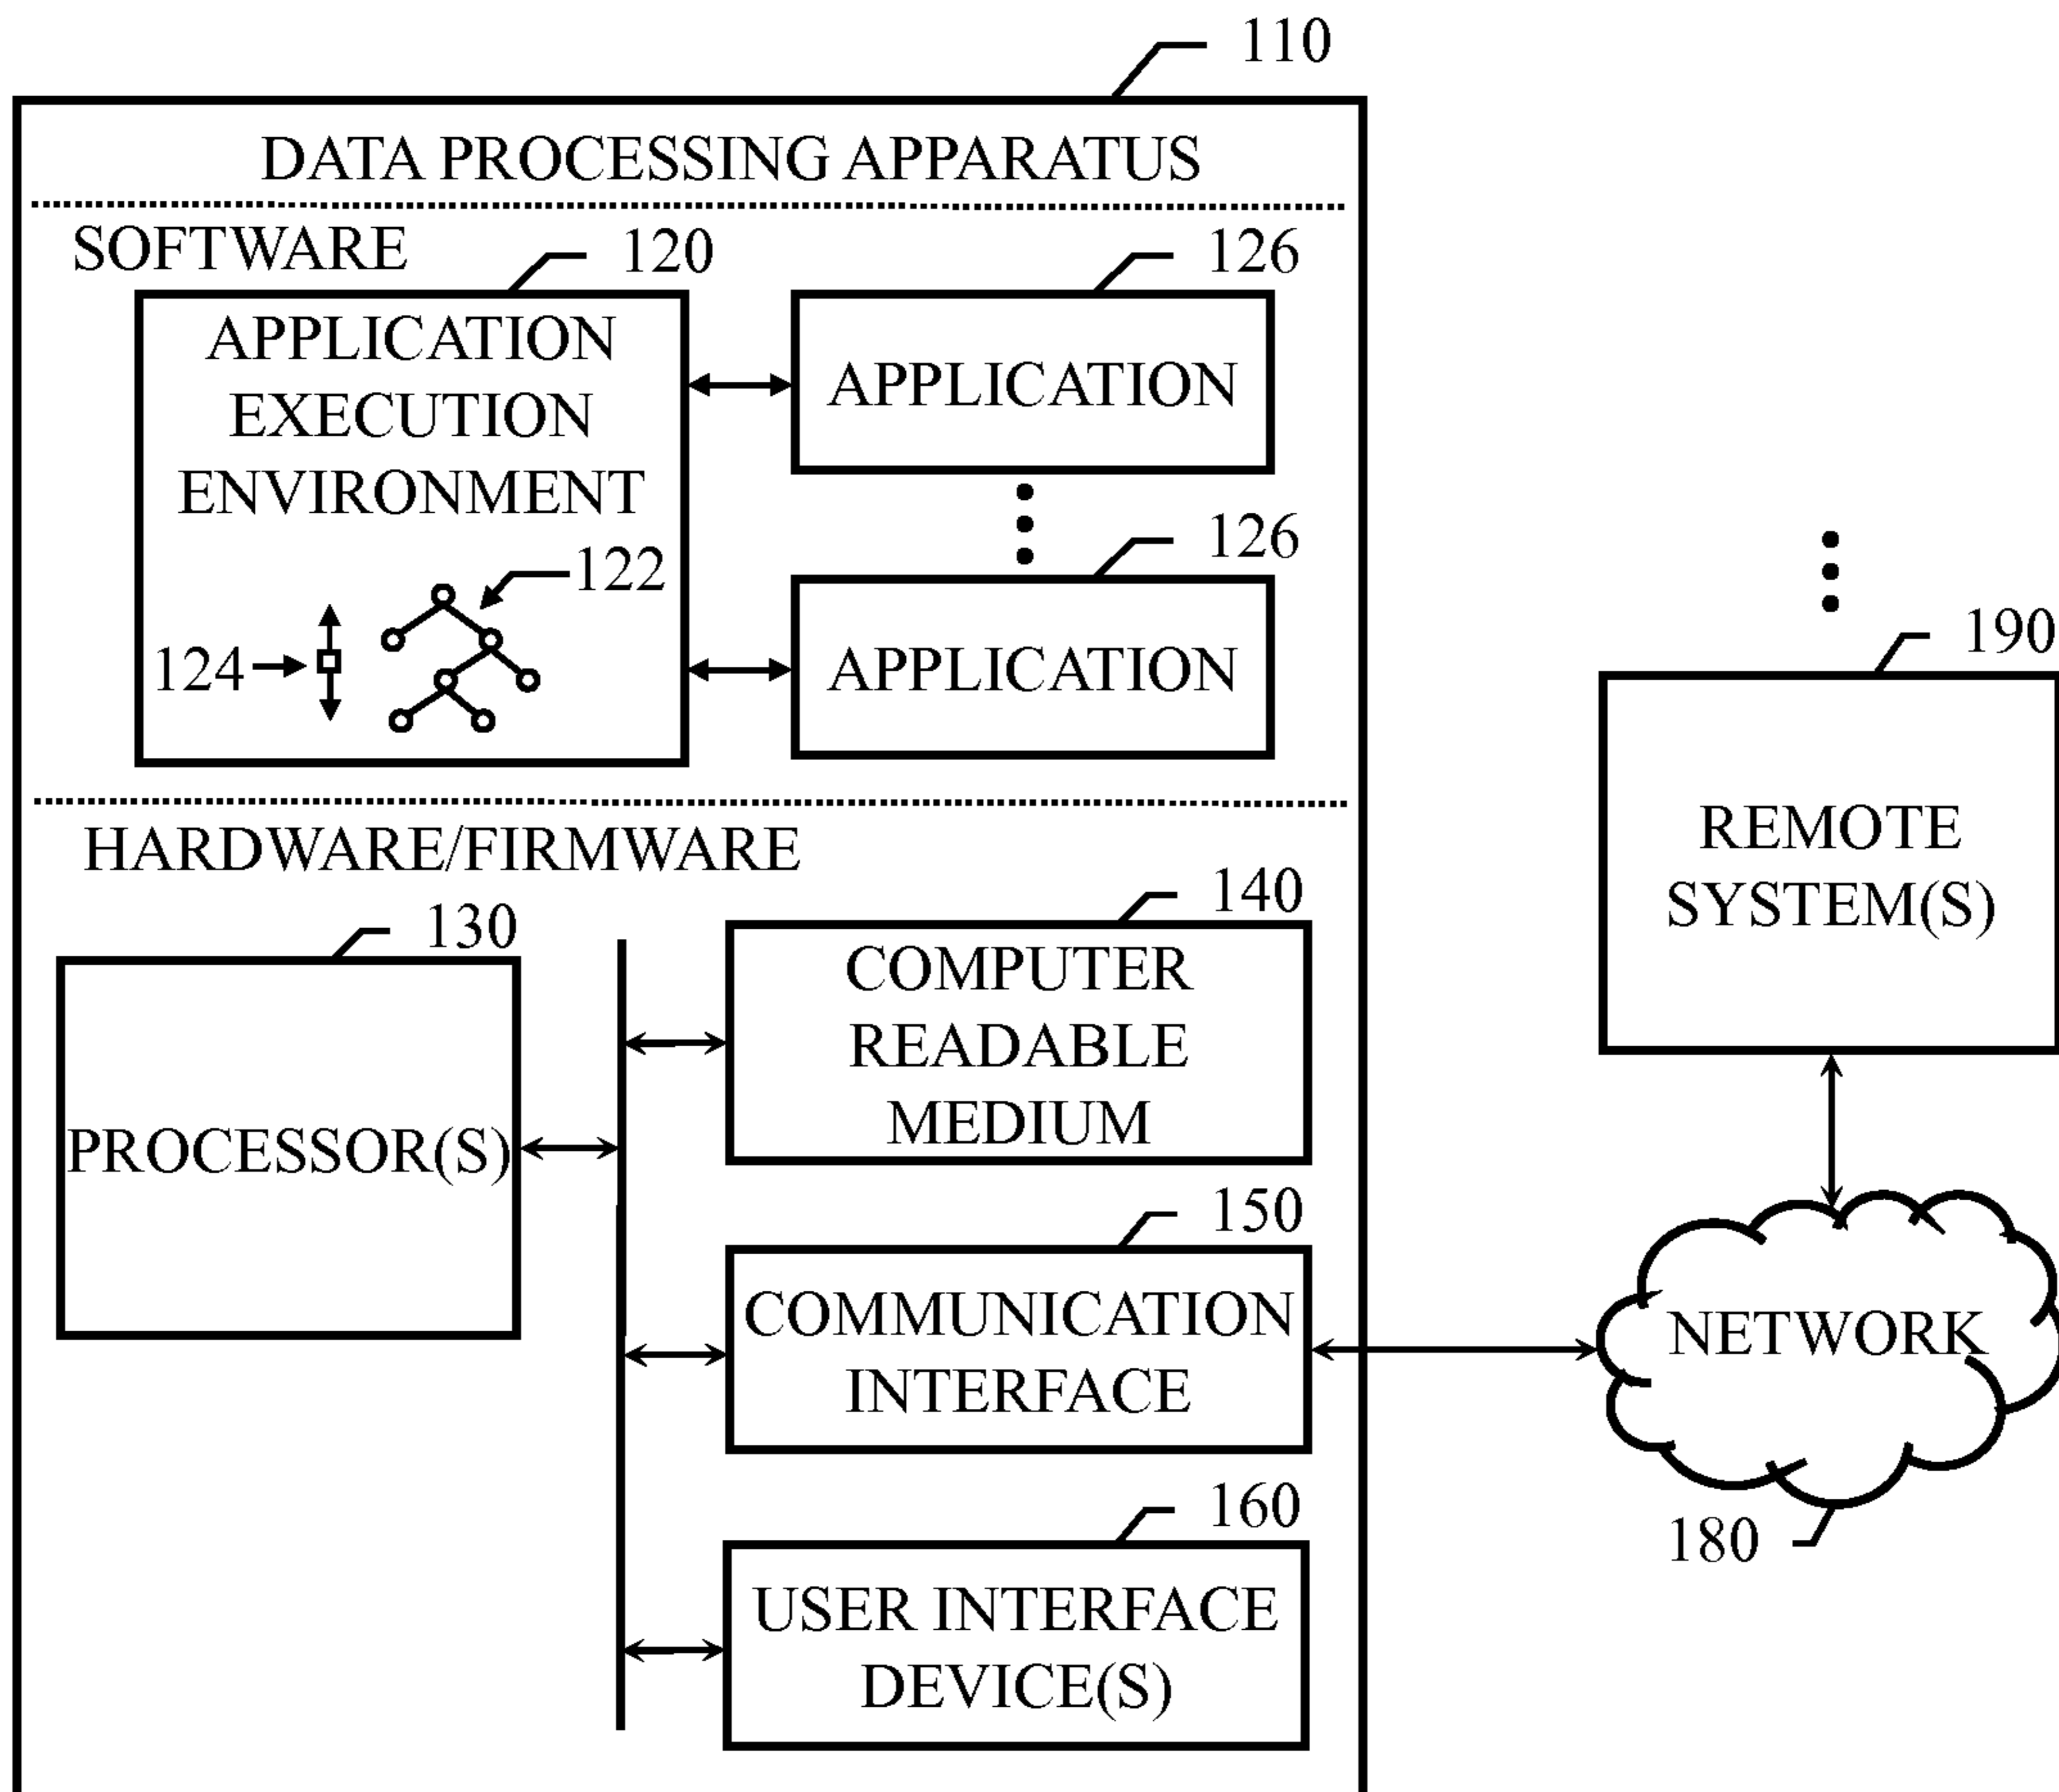 110
DATA PROCESSING APPARATUS
SOFTWARE
120
126
APPLICATION
EXECUTION
ENVIRONMENT
APPLICATION
122
124
126
APPLICATION
HARDWARE/FIRMWARE
130
PROCESSOR(S)
140
COMPUTER
READABLE
MEDIUM
150
COMMUNICATION
INTERFACE
160
USER INTERFACE
DEVICE(S)
190
REMOTE
SYSTEM(S)
NETWORK
180